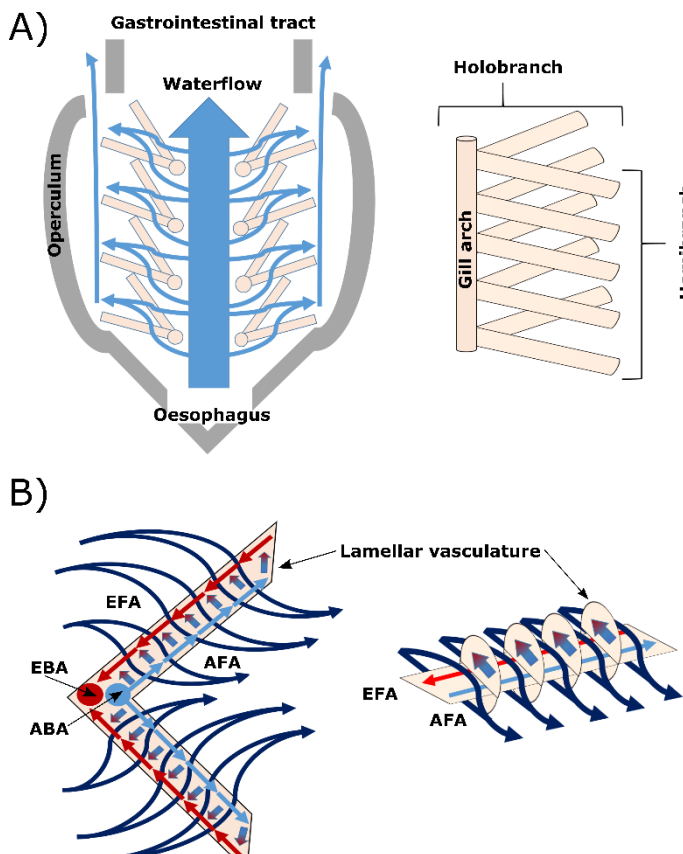 A)
Gastrointestinal tract
Waterflow
Operculum
Oesophagus
Holobranch
Gill arch
B)
Lamellar vasculature
EFA
AFA
EBA
ABA
EFA
AFA